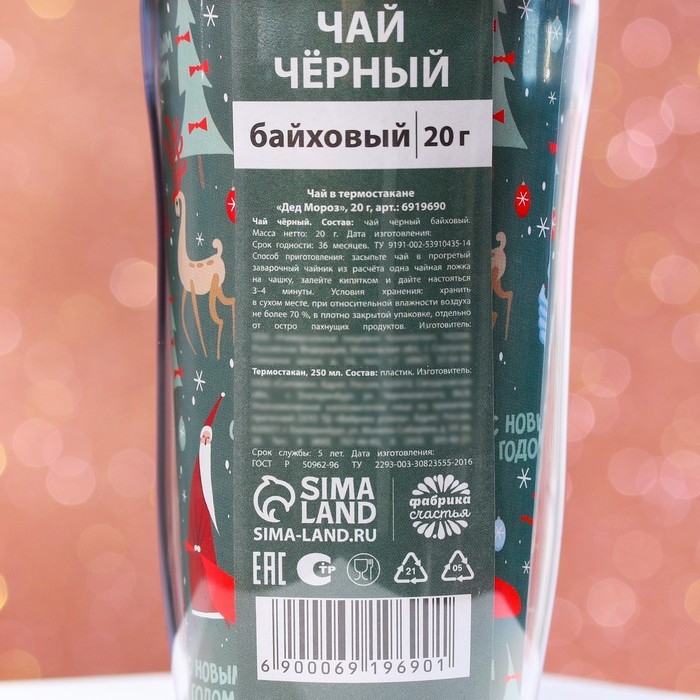 ЧАЙ
ЧЁРНЫЙ
байховый 20 г
Чай в термостакане
«Дед Мороз», 20 г, арт.: 6919690
Чай чёрный. Состав: чай чёрный байховый.
Масса нетто: 20 г. Дата изготовления:
Срок годности: 36 месяцев. ТУ 9191-002-53910435-14
Способ приготовления: засыпьте чай в прогретый
заварочный чайник из расчёта одна чайная ложка
на чашку, залейте кипятком и дайте настояться
3–4 минуты. Условия хранения: хранить
в сухом месте, при относительной влажности воздуха
не более 70 %, в плотно закрытой упаковке, отдельно
от остро пахнущих продуктов. Изготовитель:
Термостакан, 250 мл. Состав: пластик. Изготовитель:
Срок службы: 5 лет. Дата изготовления:
ГОСТ Р 50962-96 ТУ 2293-003-30823555-2016
С НОВЫМ
ГОДОМ
SIMA
LAND
SIMA-LAND.RU
фабрика
счастья
EAC СТР 21 05
6 900069 196901
С НОВЫМ
ГОДОМ